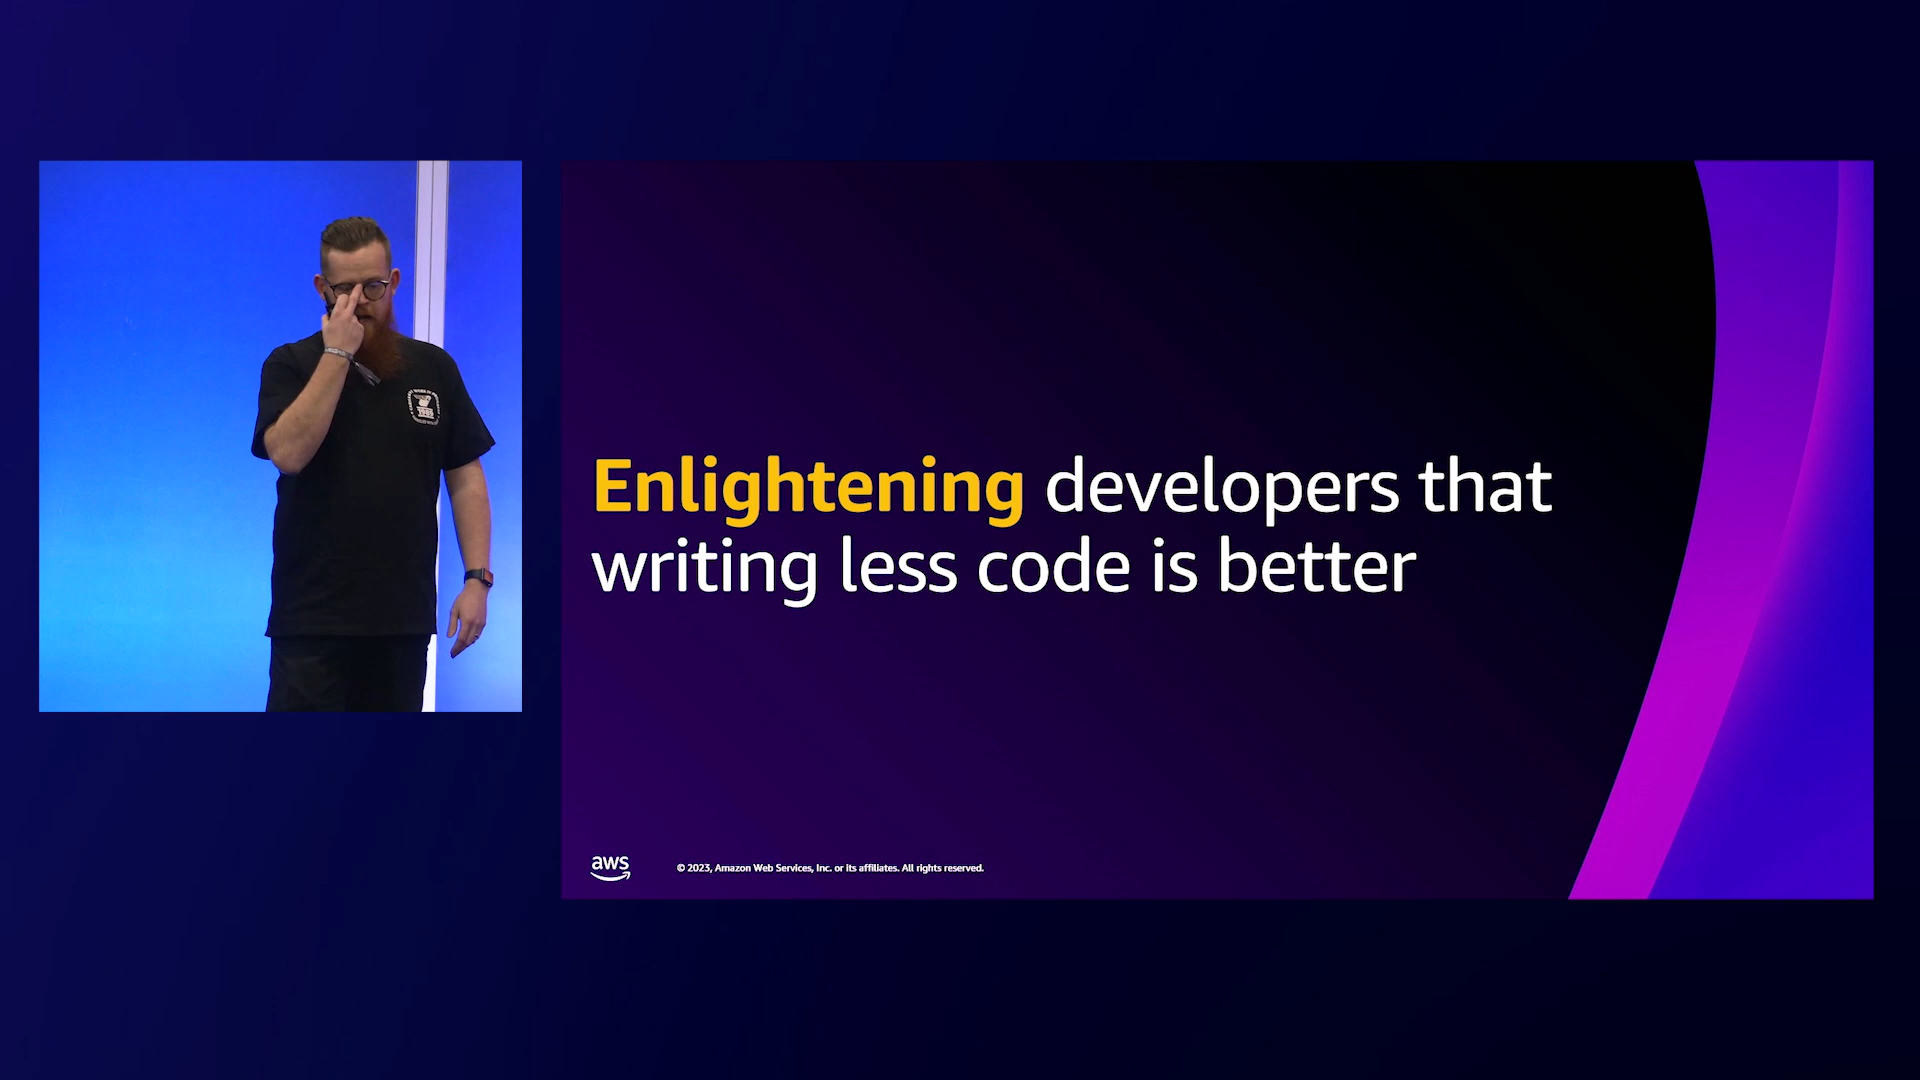 Enlightening developers that
writing less code is better
aws
© 2023, Amazon Web Services, Inc. or its affiliates. All rights reserved.